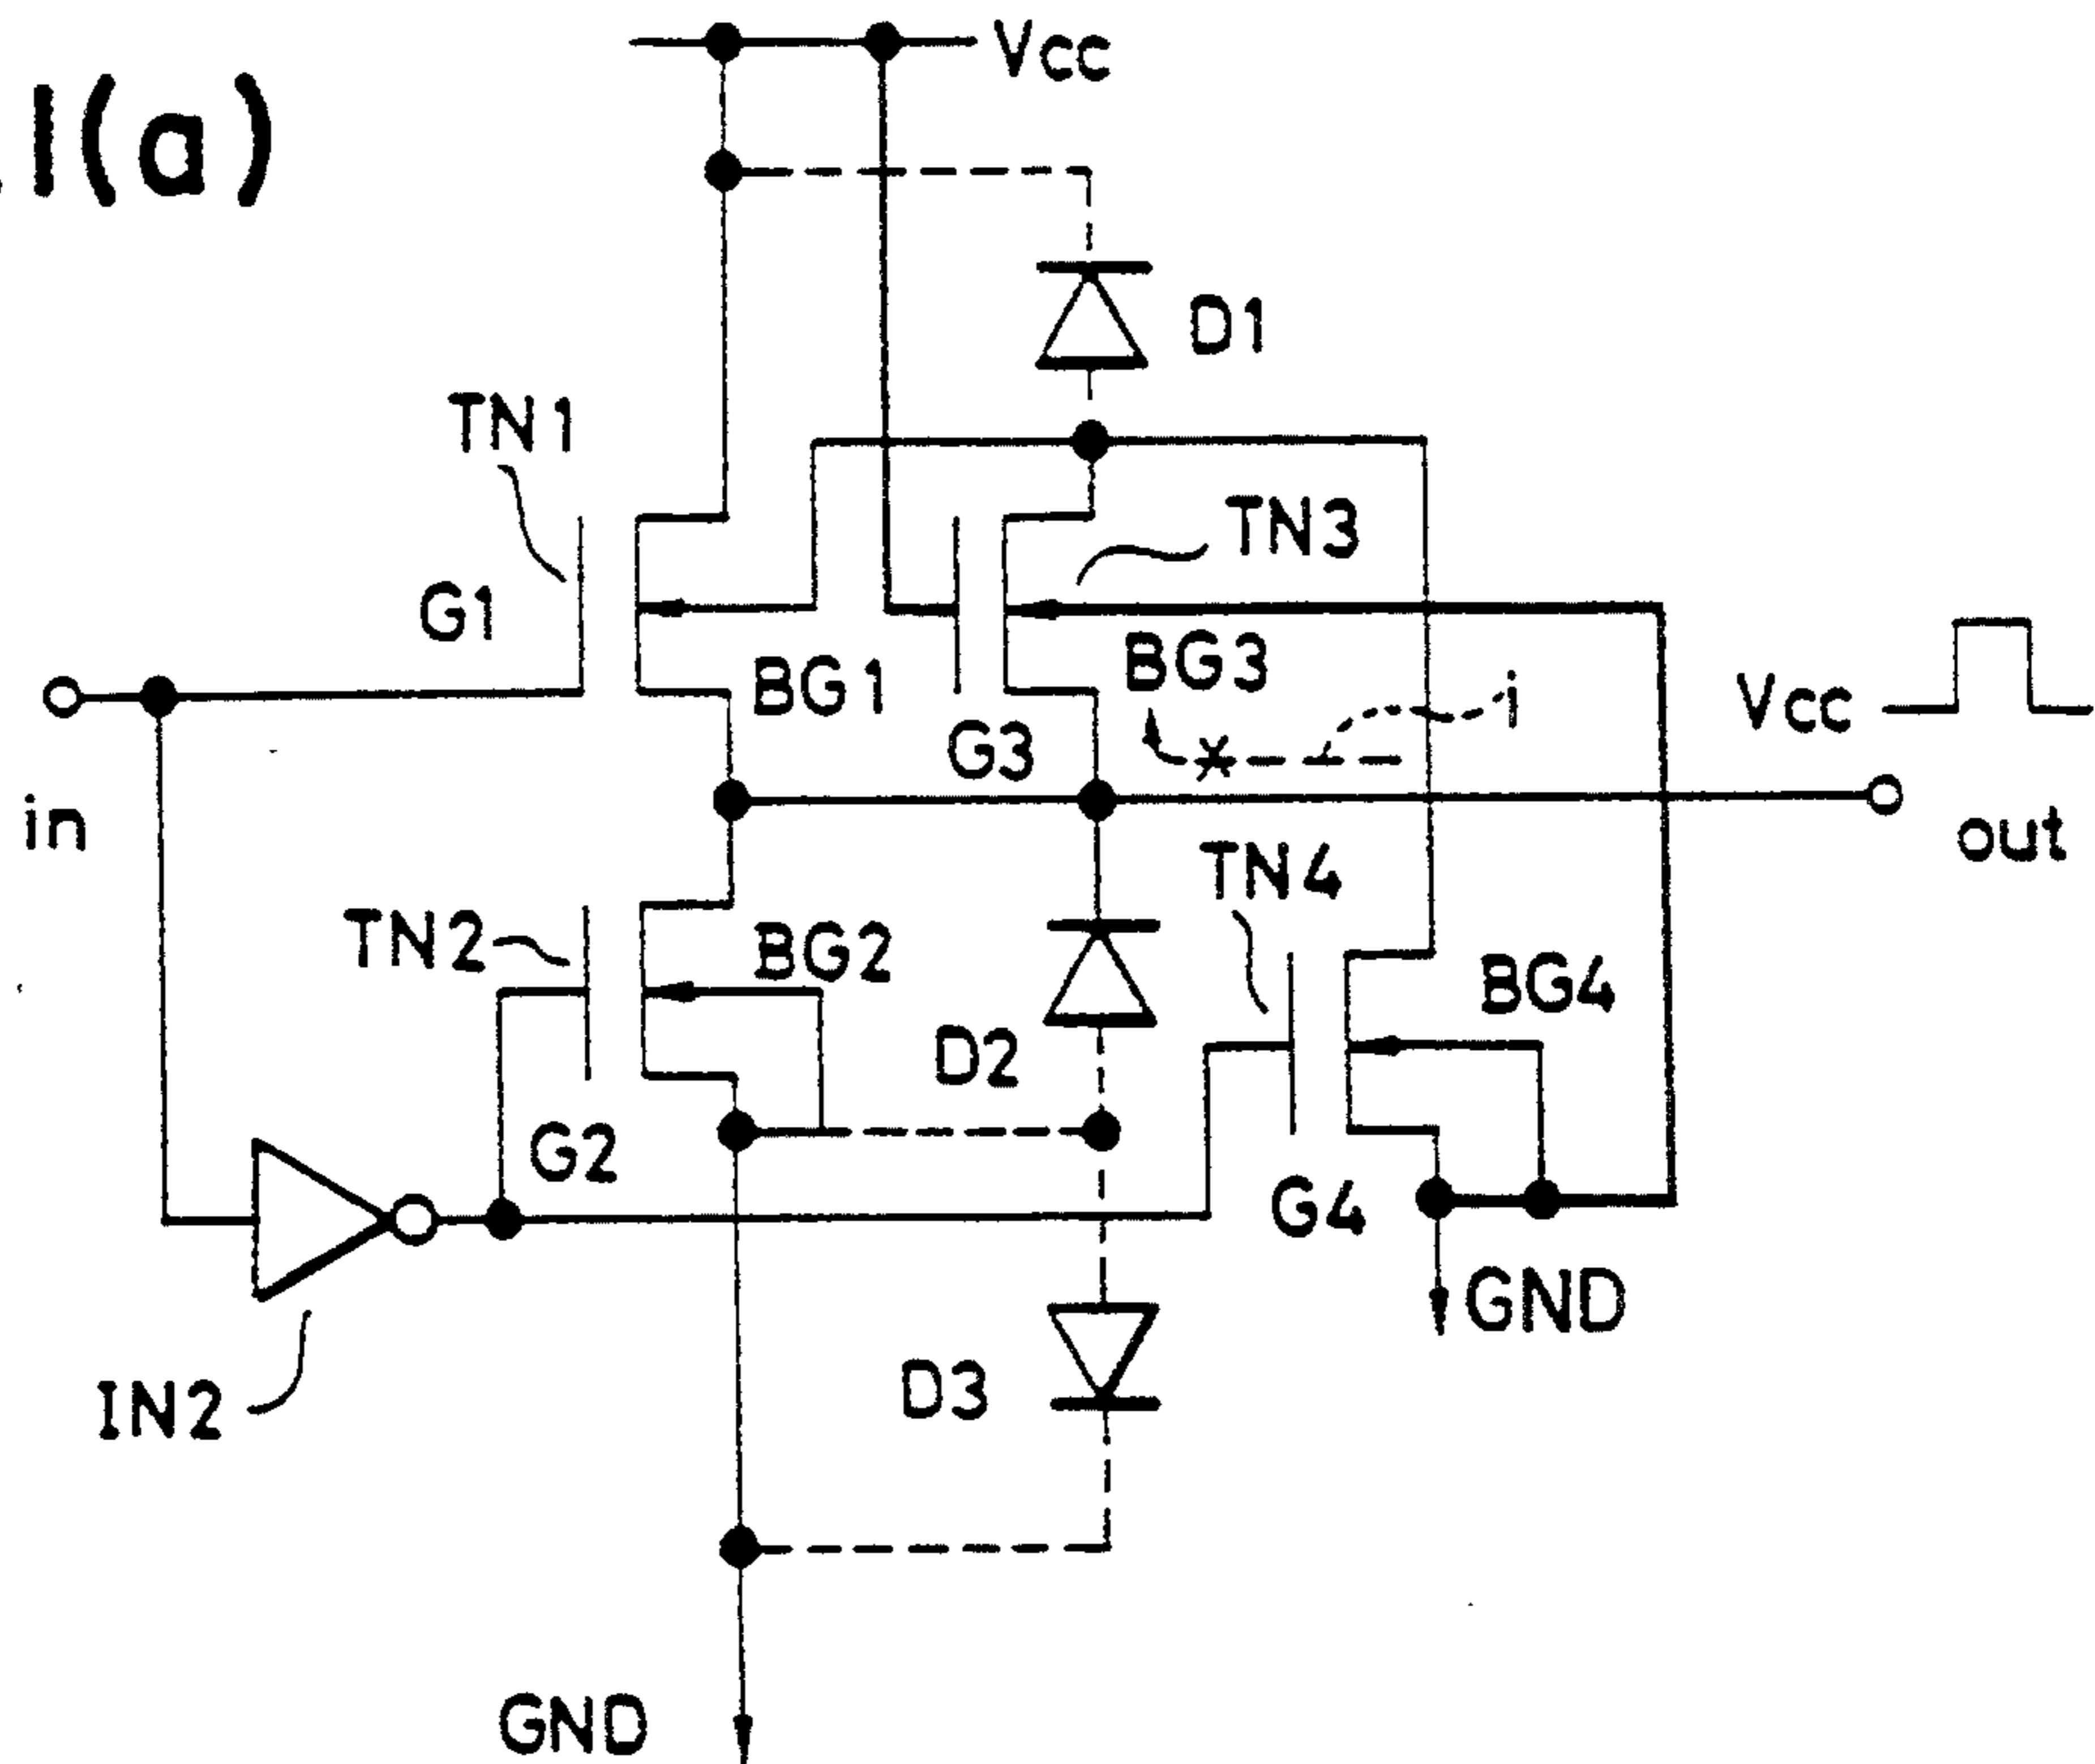 1(a)
Vcc
D1
TN1
TN3
G1
BG1
BG3
i
Vcc
G3
in
out
TN4
TN2
BG2
BG4
D2
G2
G4
GND
D3
IN2
GND